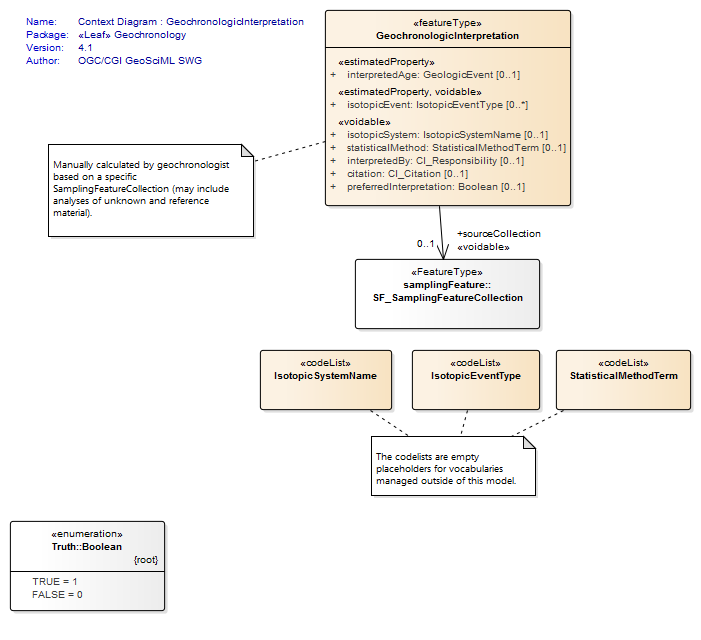 Name: Context Diagram : GeochronologicInterpretation
Package: «Leaf» Geochronology
Version: 4.1
Author: OGC/CGI GeoSciML SWG
«featureType»
GeochronologicInterpretation
«estimatedProperty»
+ interpretedAge: GeologicEvent [0..1]
«estimatedProperty, voidable»
+ isotopicEvent: IsotopicEventType [0..*]
«voidable»
+ isotopicSystem: IsotopicSystemName [0..1]
+ statisticalMethod: StatisticalMethodTerm [0..1]
+ interpretedBy: CI_Responsibility [0..1]
+ citation: CI_Citation [0..1]
+ preferredInterpretation: Boolean [0..1]
Manually calculated by geochronologist
based on a specific
SamplingFeatureCollection (may include
analyses of unknown and reference
material).
+sourceCollection
0..1 «voidable»
«FeatureType»
samplingFeature::
SF_SamplingFeatureCollection
«codeList»
IsotopicSystemName
«codeList»
IsotopicEventType
«codeList»
StatisticalMethodTerm
The codelists are empty
placeholders for vocabularies
managed outside of this model.
«enumeration»
Truth::Boolean
{root}
TRUE = 1
FALSE = 0